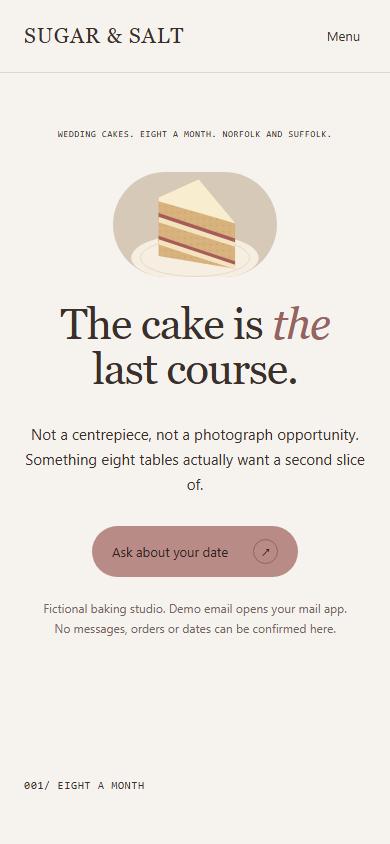 SUGAR & SALT
Menu
WEDDING CAKES. EIGHT A MONTH. NORFOLK AND SUFFOLK.
The cake is the
last course.
Not a centrepiece, not a photograph opportunity.
Something eight tables actually want a second slice
of.
Ask about your date ↗
Fictional baking studio. Demo email opens your mail app.
No messages, orders or dates can be confirmed here.
001/ EIGHT A MONTH